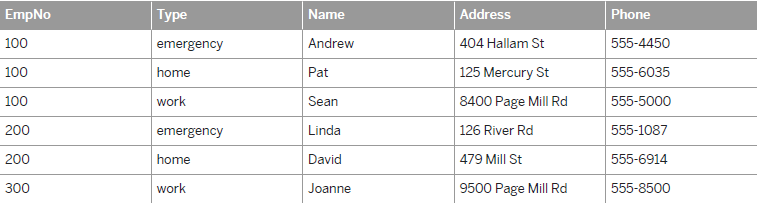 EmpNo Type Name Address Phone
100 emergency Andrew 404 Hallam St 555-4450
100 home Pat 125 Mercury St 555-6035
100 work Sean 8400 Page Mill Rd 555-5000
200 emergency Linda 126 River Rd 555-1087
200 home David 479 Mill St 555-6914
300 work Joanne 9500 Page Mill Rd 555-8500